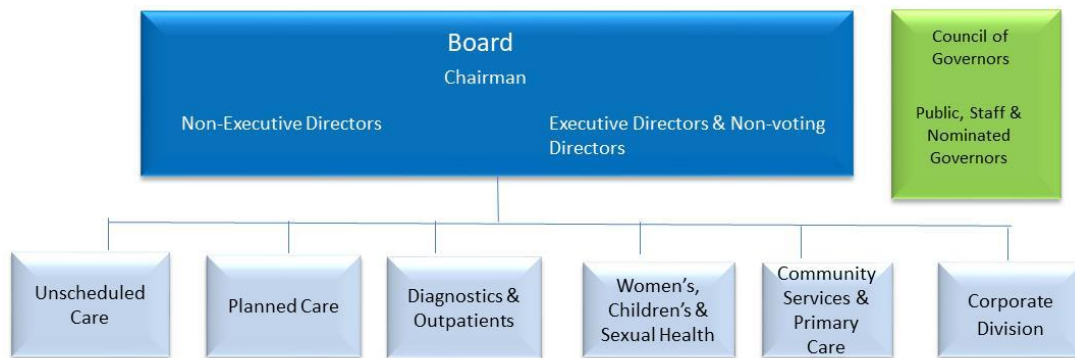 Board
Chairman
Non-Executive Directors
Executive Directors & Non-voting
Directors
Council of
Governors
Public, Staff &
Nominated
Governors
Unscheduled
Care
Planned Care
Diagnostics &
Outpatients
Women's,
Children's &
Sexual Health
Community
Services &
Primary
Care
Corporate
Division